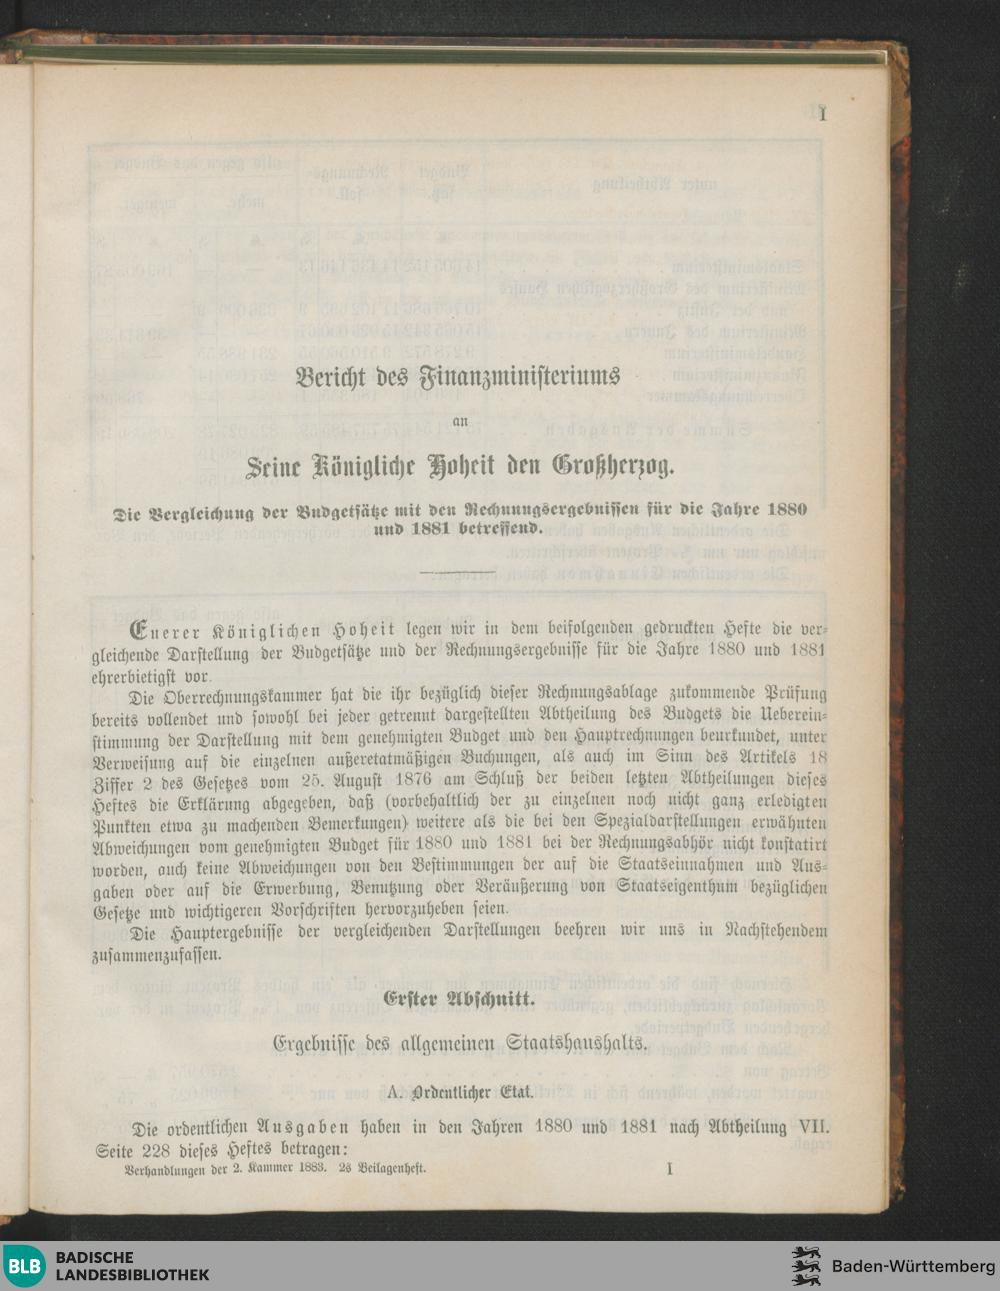 I
Bericht des Finanzministeriums
an
Seine Königliche Hoheit den Großherzog.
Die Vergleichung der Budgetsätze mit den Rechnungsergebnissen für die Jahre 1880
und 1881 betreffend.
Euerer Königlichen Hoheit legen wir in dem beifolgenden gedruckten Hefte die ver-
gleichende Darstellung der Budgetsätze und der Rechnungsergebnisse für die Jahre 1880 und 1881
ehrerbietigst vor.
Die Oberrechnungskammer hat die ihr bezüglich dieser Rechnungsablage zukommende Prüfung
bereits vollendet und sowohl bei jeder getrennt dargestellten Abtheilung des Budgets die Ueberein-
stimmung der Darstellung mit dem genehmigten Budget und den Hauptrechnungen beurkundet, unter
Verweisung auf die einzelnen außeretatmäßigen Buchungen, als auch im Sinn des Artikels 18
Ziffer 2 des Gesetzes vom 25. August 1876 am Schluß der beiden letzten Abtheilungen dieses
Heftes die Erklärung abgegeben, daß (vorbehaltlich der zu einzelnen noch nicht ganz erledigten
Punkten etwa zu machenden Bemerkungen) weitere als die bei den Spezialdarstellungen erwähnten
Abweichungen vom genehmigten Budget für 1880 und 1881 bei der Rechnungsabhör nicht konstatirt
worden, auch keine Abweichungen von den Bestimmungen der auf die Staatseinnahmen und Aus-
gaben oder auf die Erwerbung, Benutzung oder Veräußerung von Staatseigenthum bezüglichen
Gesetze und wichtigeren Vorschriften hervorzuheben seien.
Die Hauptergebnisse der vergleichenden Darstellungen beehren wir uns in Nachstehendem
zusammenzufassen.
Erster Abschnitt.
Ergebnisse des allgemeinen Staatshaushalts.
A. Ordentlicher Etat.
Die ordentlichen Ausgaben haben in den Jahren 1880 und 1881 nach Abtheilung VII.
Seite 228 dieses Heftes betragen:
Verhandlungen der 2. Kammer 1883. 2s Beilagenheft. I
BLB BADISCHE
LANDESBIBLIOTHEK
Baden-Württemberg